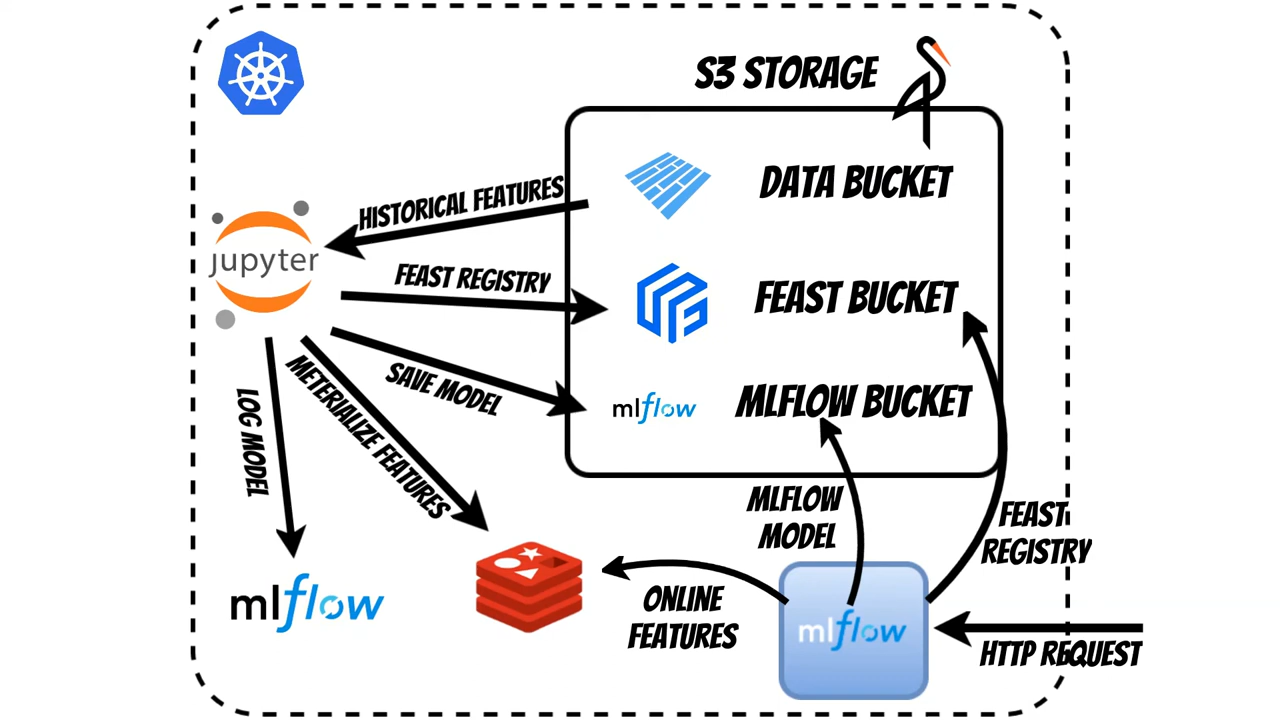 S3 STORAGE
DATA BUCKET
HISTORICAL FEATURES
jupyter
FEAST REGISTRY
FEAST BUCKET
SAVE MODEL
mlflow
MLFLOW BUCKET
LOG MODEL
METERIALIZE FEATURES
MLFLOW
MODEL
FEAST
REGISTRY
mlflow
ONLINE
FEATURES
mlflow
HTTP REQUEST